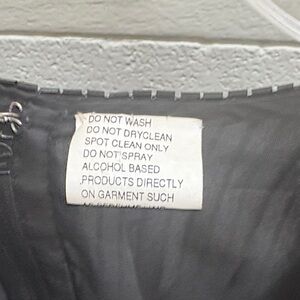 DO NOT WASH
DO NOT DRYCLEAN
SPOT CLEAN ONLY
DO NOT SPRAY
ALCOHOL BASED
PRODUCTS DIRECTLY
ON GARMENT SUCH